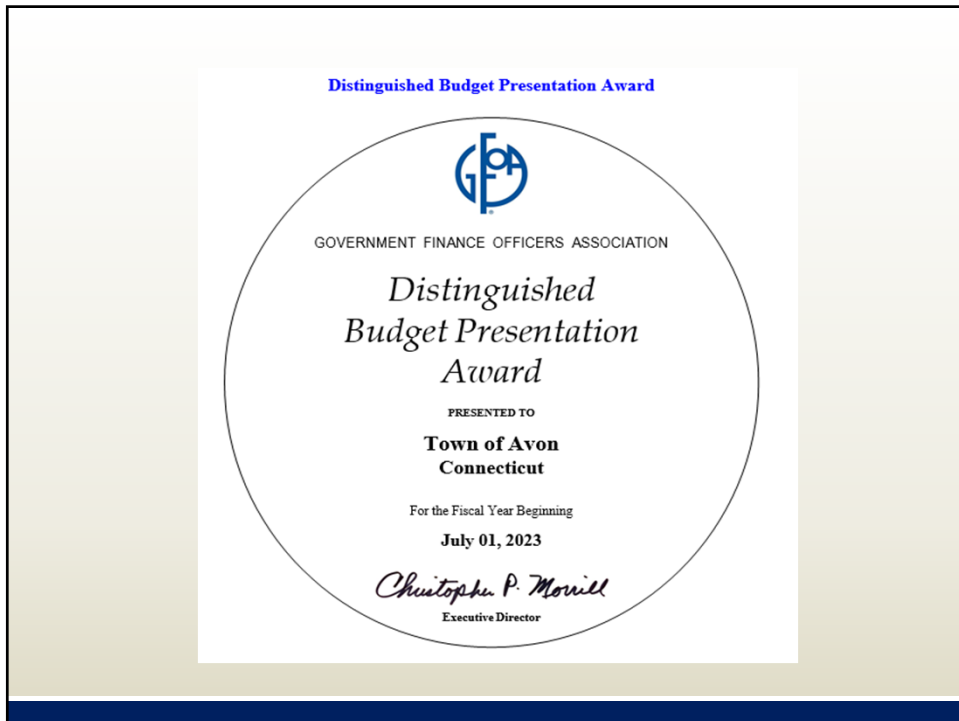 Distinguished Budget Presentation Award
GFOA
GOVERNMENT FINANCE OFFICERS ASSOCIATION
Distinguished
Budget Presentation
Award
PRESENTED TO
Town of Avon
Connecticut
For the Fiscal Year Beginning
July 01, 2023
Christopher P. Morrill
Executive Director